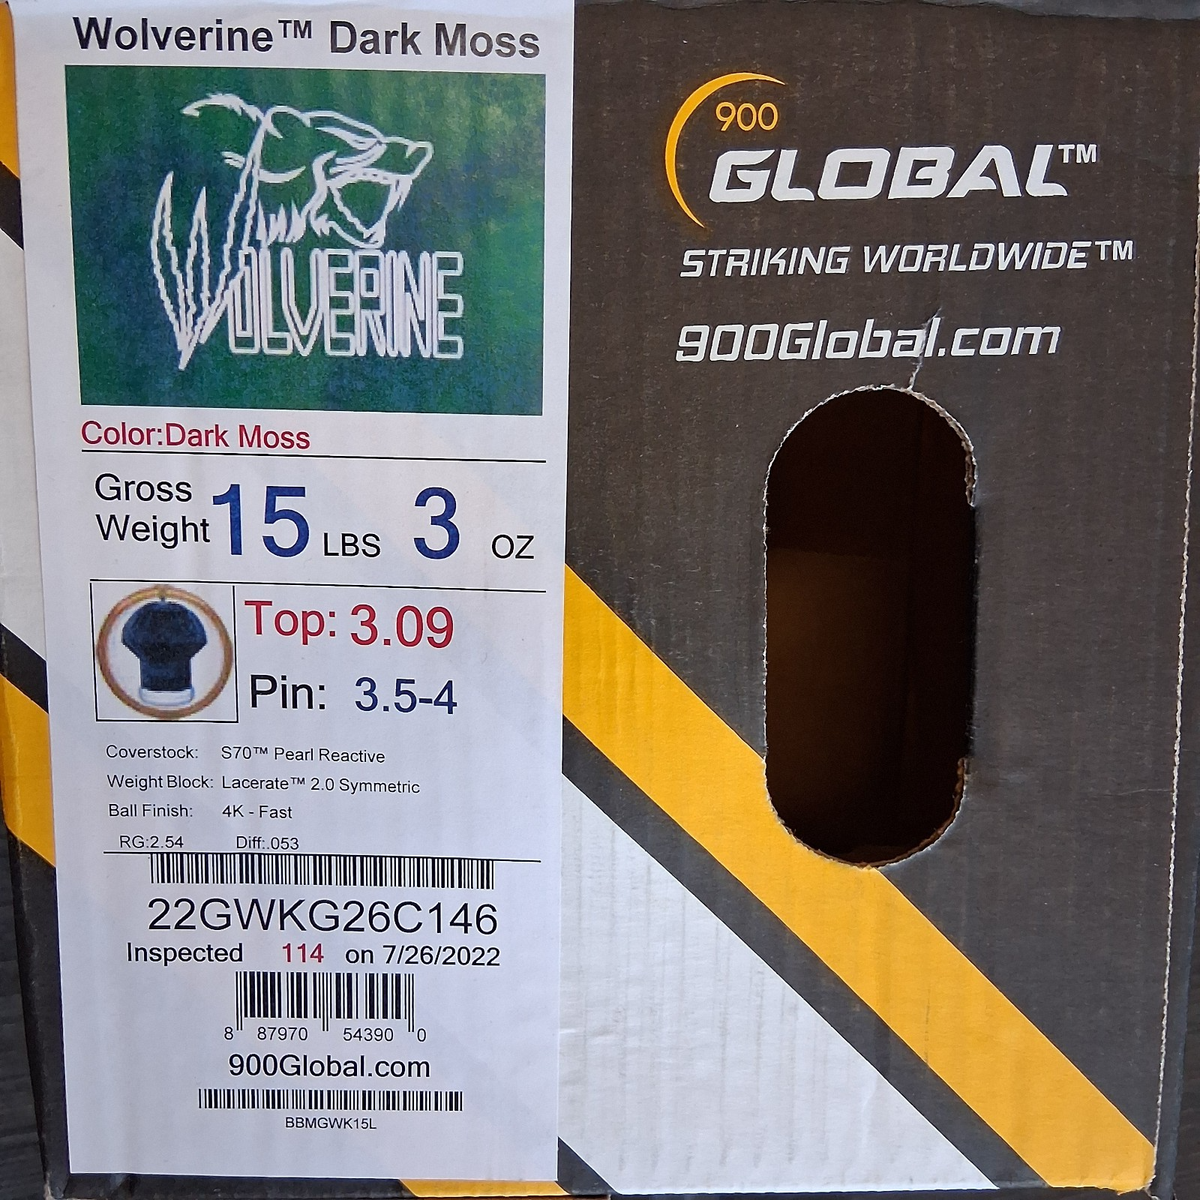 Wolverine™ Dark Moss
WOLVERINE
Color:Dark Moss
Gross Weight 15 LBS 3 OZ
Top: 3.09
Pin: 3.5-4
Coverstock: S70™ Pearl Reactive
Weight Block: Lacerate™ 2.0 Symmetric
Ball Finish: 4K - Fast
RG:2.54 Diff:.053
22GWKG26C146
Inspected 114 on 7/26/2022
8 87970 54390 0
900Global.com
BBMGWK15L
900
GLOBAL™
STRIKING WORLDWIDE™
900Global.com